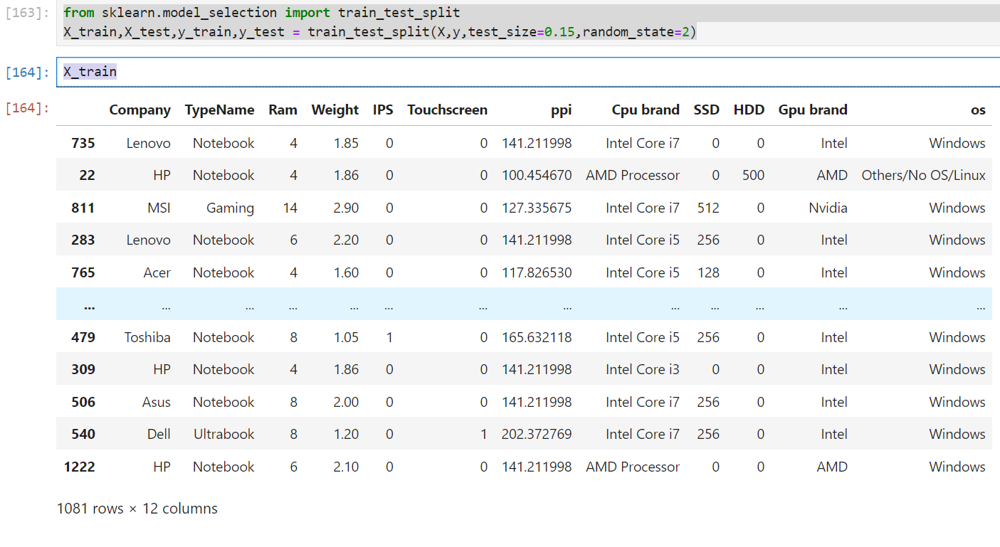 [163]: from sklearn.model_selection import train_test_split
X_train,X_test,y_train,y_test = train_test_split(X,y,test_size=0.15,random_state=2)
[164]: X_train
[164]: Company TypeName Ram Weight IPS Touchscreen ppi Cpu brand SSD HDD Gpu brand os
735 Lenovo Notebook 4 1.85 0 0 141.211998 Intel Core i7 0 0 Intel Windows
22 HP Notebook 4 1.86 0 0 100.454670 AMD Processor 0 500 AMD Others/No OS/Linux
811 MSI Gaming 14 2.90 0 0 127.335675 Intel Core i7 512 0 Nvidia Windows
283 Lenovo Notebook 6 2.20 0 0 141.211998 Intel Core i5 256 0 Intel Windows
765 Acer Notebook 4 1.60 0 0 117.826530 Intel Core i5 128 0 Intel Windows
... ... ... ... ... ... ... ... ... ... ... ... ...
479 Toshiba Notebook 8 1.05 1 0 165.632118 Intel Core i5 256 0 Intel Windows
309 HP Notebook 4 1.86 0 0 141.211998 Intel Core i3 0 0 Intel Windows
506 Asus Notebook 8 2.00 0 0 141.211998 Intel Core i7 256 0 Intel Windows
540 Dell Ultrabook 8 1.20 0 1 202.372769 Intel Core i7 256 0 Intel Windows
1222 HP Notebook 6 2.10 0 0 141.211998 AMD Processor 0 0 AMD Windows
1081 rows × 12 columns